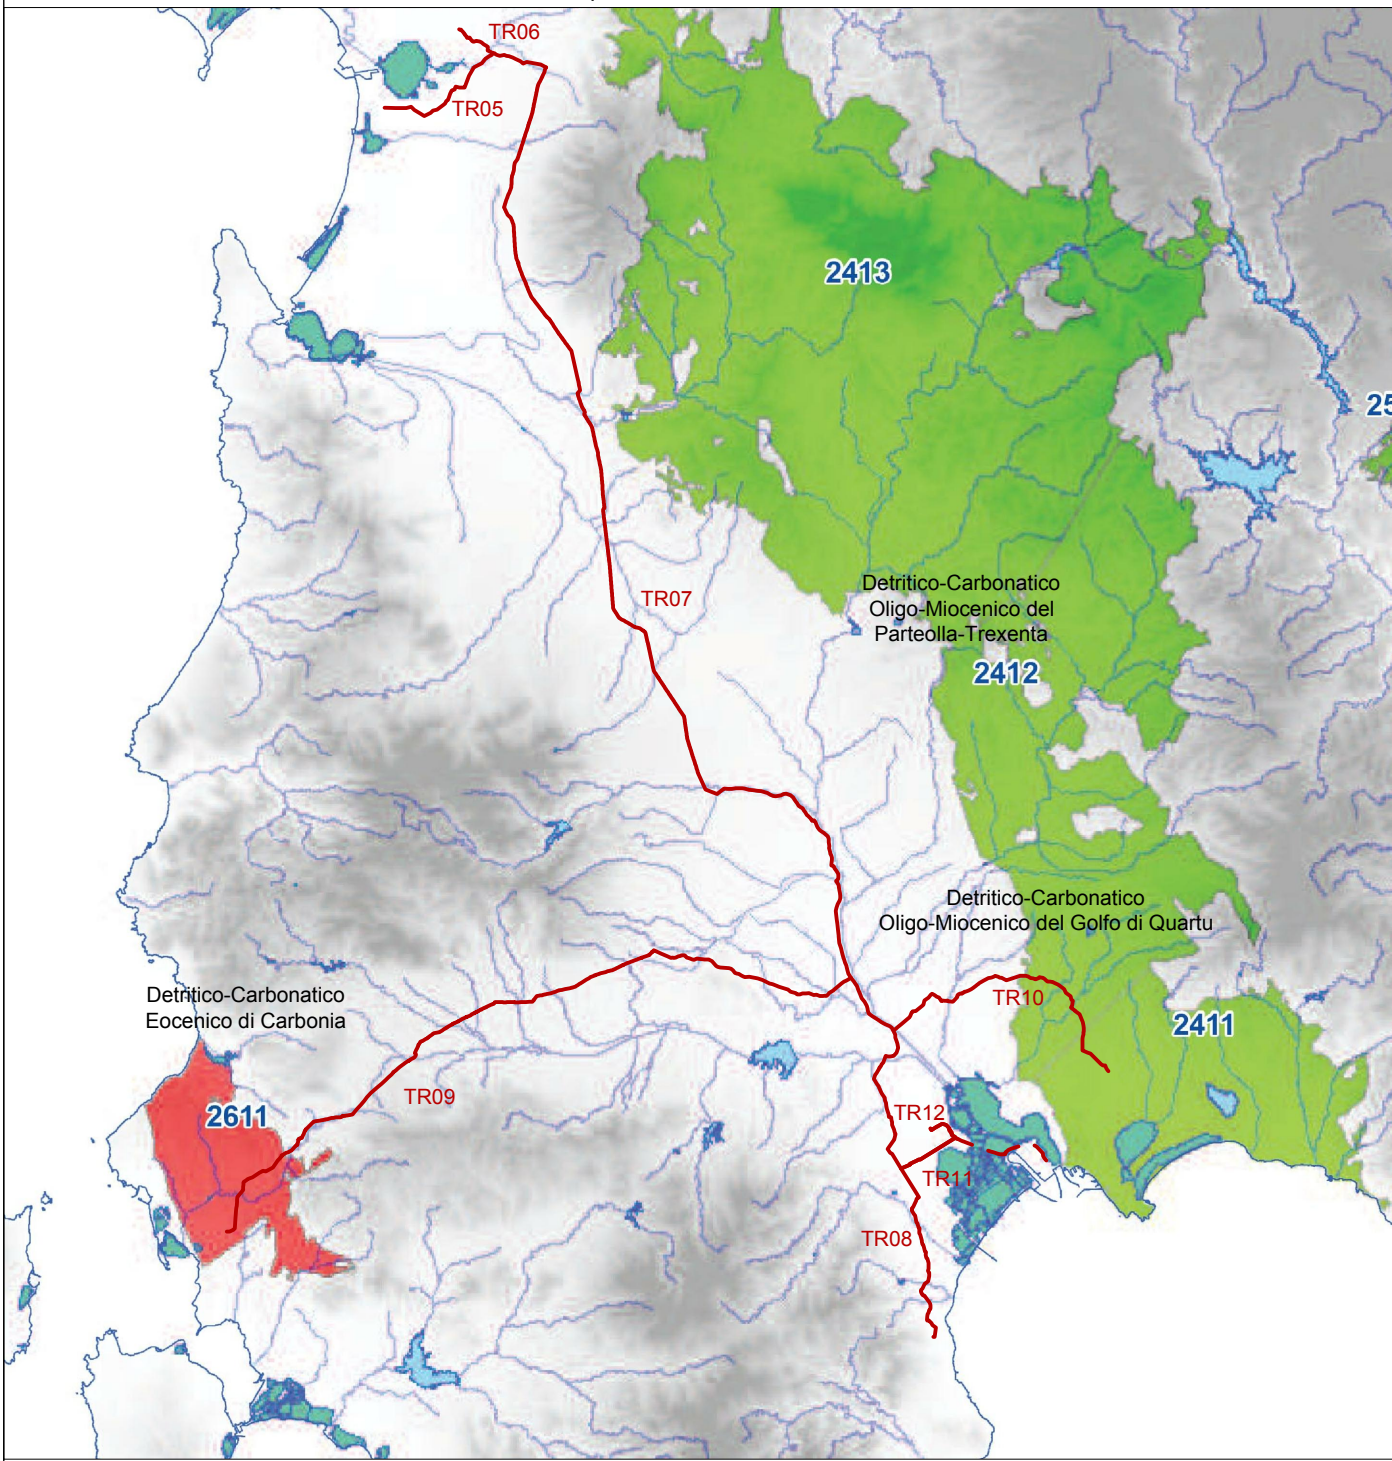 TR06
TR05
2413
25
Detritico-Carbonatico
Oligo-Miocenico del
Parteolla-Trexenta
TR07
2412
Detritico-Carbonatico
Oligo-Miocenico del Golfo di Quartu
Detritico-Carbonatico
Eocenico di Carbonia
TR10
2411
TR09
2611
TR12
TR11
TR08